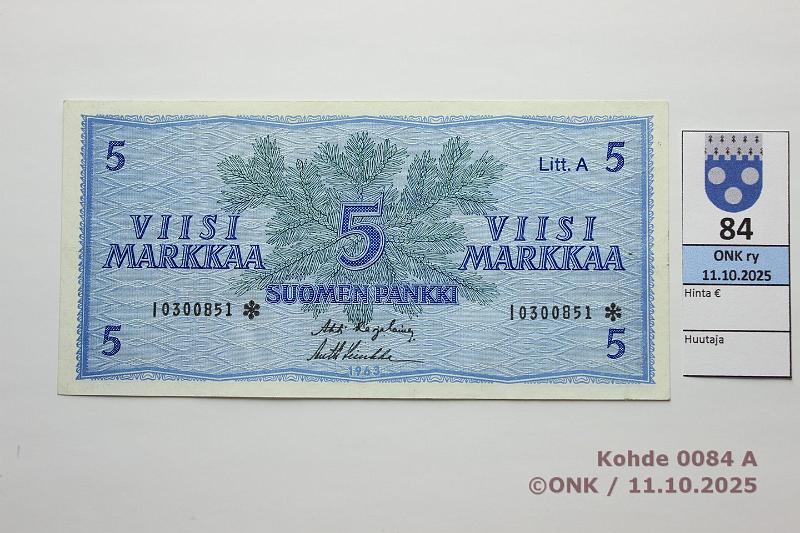 5
Litt. A 5
VIISI
MARKKAA
5
VIISI
MARKKAA
SUOMEN PANKKI
I0300851 *
I0300851 *
5
5
1963
84
ONK ry
11.10.2025
Hinta €
Huutaja
Kohde 0084 A
©ONK / 11.10.2025